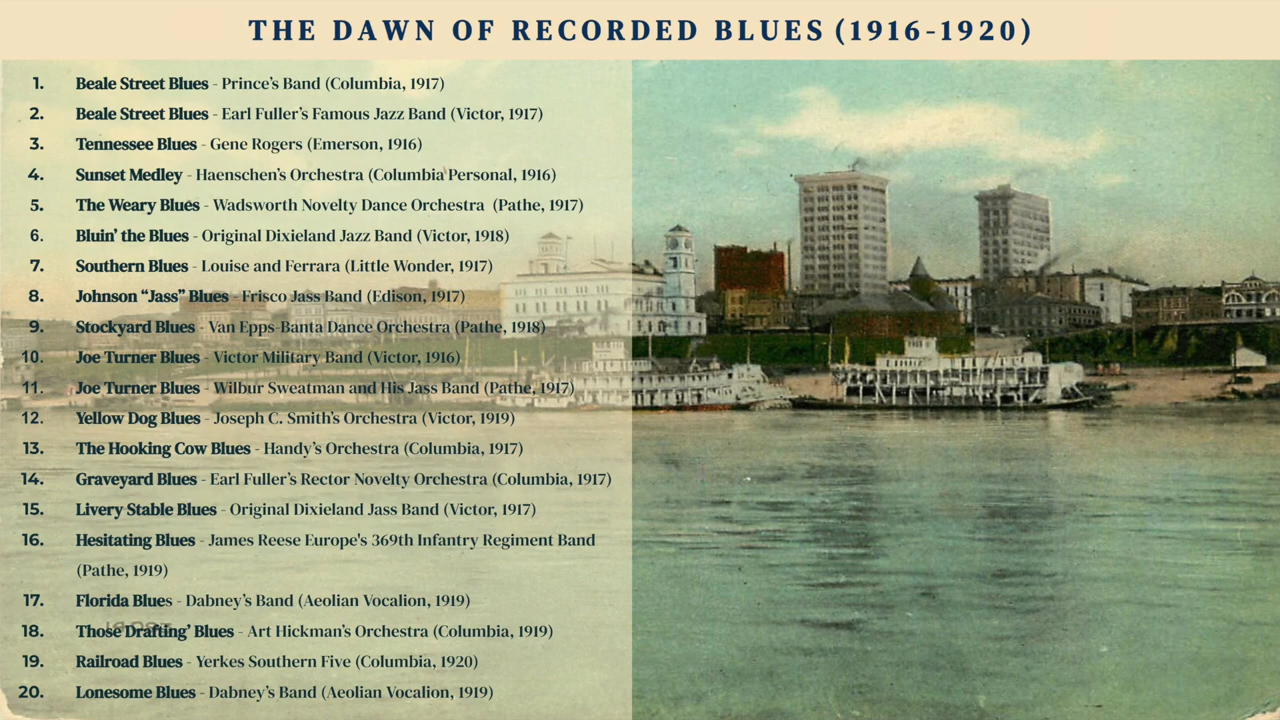 THE DAWN OF RECORDED BLUES (1916-1920)
1. Beale Street Blues - Prince's Band (Columbia, 1917)
2. Beale Street Blues - Earl Fuller's Famous Jazz Band (Victor, 1917)
3. Tennessee Blues - Gene Rogers (Emerson, 1916)
4. Sunset Medley - Haenschen's Orchestra (Columbia Personal, 1916)
5. The Weary Blues - Wadsworth Novelty Dance Orchestra (Pathe, 1917)
6. Bluin' the Blues - Original Dixieland Jazz Band (Victor, 1918)
7. Southern Blues - Louise and Ferrara (Little Wonder, 1917)
8. Johnson “Jass” Blues - Frisco Jass Band (Edison, 1917)
9. Stockyard Blues - Van Epps-Banta Dance Orchestra (Pathe, 1918)
10. Joe Turner Blues - Victor Military Band (Victor, 1916)
11. Joe Turner Blues - Wilbur Sweatman and His Jass Band (Pathe, 1917)
12. Yellow Dog Blues - Joseph C. Smith's Orchestra (Victor, 1919)
13. The Hooking Cow Blues - Handy's Orchestra (Columbia, 1917)
14. Graveyard Blues - Earl Fuller's Rector Novelty Orchestra (Columbia, 1917)
15. Livery Stable Blues - Original Dixieland Jass Band (Victor, 1917)
16. Hesitating Blues - James Reese Europe's 369th Infantry Regiment Band
(Pathe, 1919)
17. Florida Blues - Dabney's Band (Aeolian Vocalion, 1919)
18. Those Drafting' Blues - Art Hickman's Orchestra (Columbia, 1919)
19. Railroad Blues - Yerkes Southern Five (Columbia, 1920)
20. Lonesome Blues - Dabney's Band (Aeolian Vocalion, 1919)